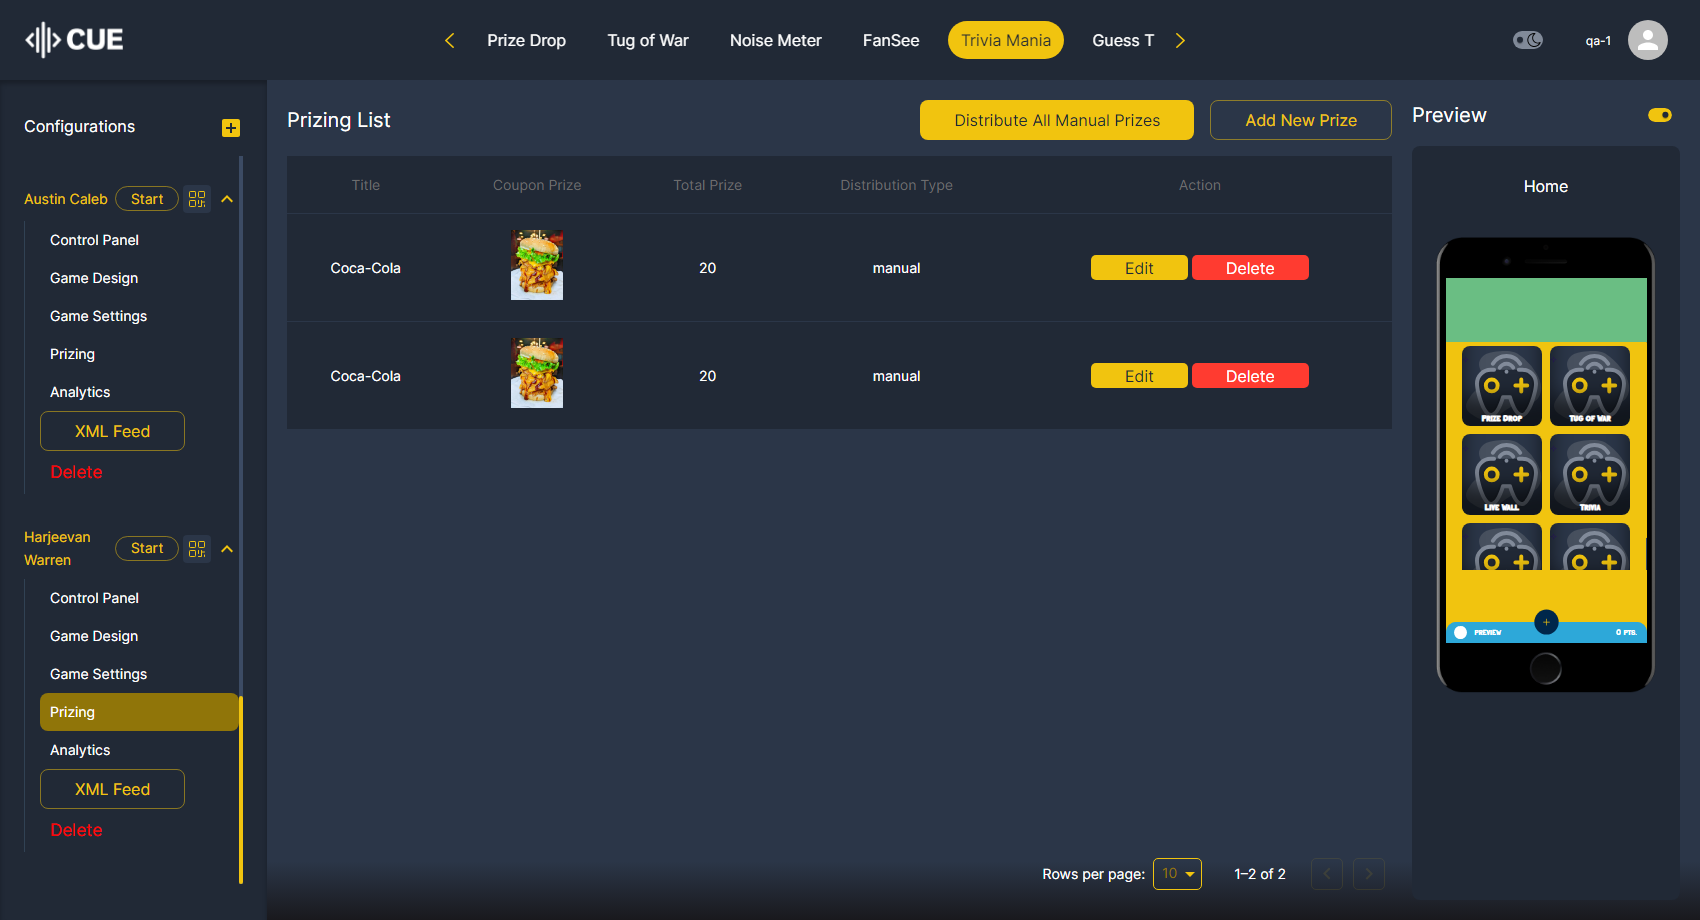 CUE
Prize Drop Tug of War Noise Meter FanSee Trivia Mania Guess T
qa-1
Configurations
Austin Caleb Start
Control Panel
Game Design
Game Settings
Prizing
Analytics
XML Feed
Delete
Harjeevan
Warren
Start
Control Panel
Game Design
Game Settings
Prizing
Analytics
XML Feed
Delete
Prizing List
Distribute All Manual Prizes Add New Prize
Title Coupon Prize Total Prize Distribution Type Action
Coca-Cola 20 manual Edit Delete
Coca-Cola 20 manual Edit Delete
Rows per page: 10 1–2 of 2
Preview
Home
Prize Drop Tug of War
Live Wall Trivia
+
PREVIEW 0 PTS.